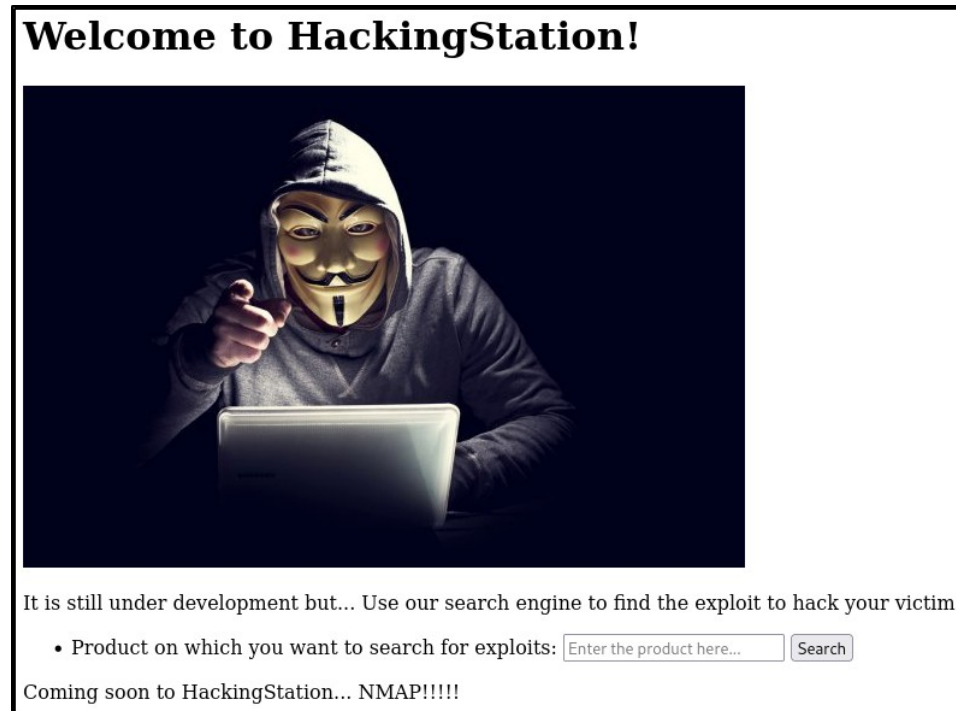 Welcome to HackingStation!
It is still under development but... Use our search engine to find the exploit to hack your victim
Product on which you want to search for exploits: Enter the product here... Search
Coming soon to HackingStation... NMAP!!!!!